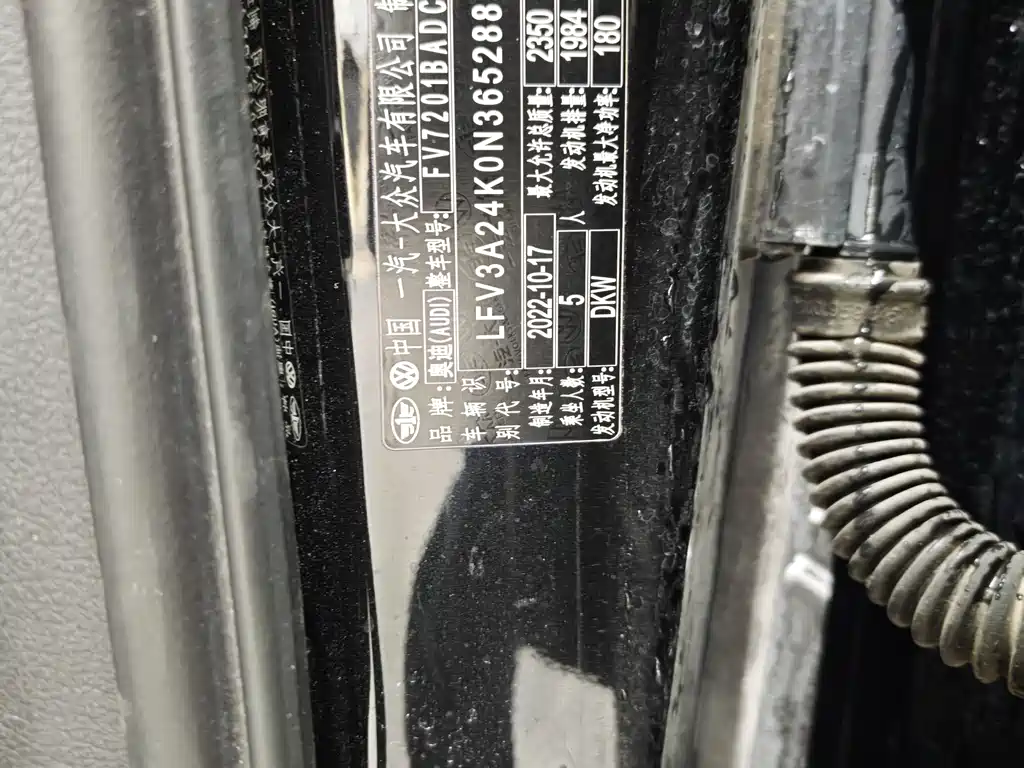 中国 一汽-大众汽车有限公司 制
品牌: 奥迪(AUDI) 整车型号: FV7201BADC
车辆识别代号: LFV3A24K0N365288
制造年月: 2022-10-17 最大允许总质量: 2350
乘坐人数: 5 人 发动机排量: 1984
发动机型号: DKW 发动机最大净功率: 180